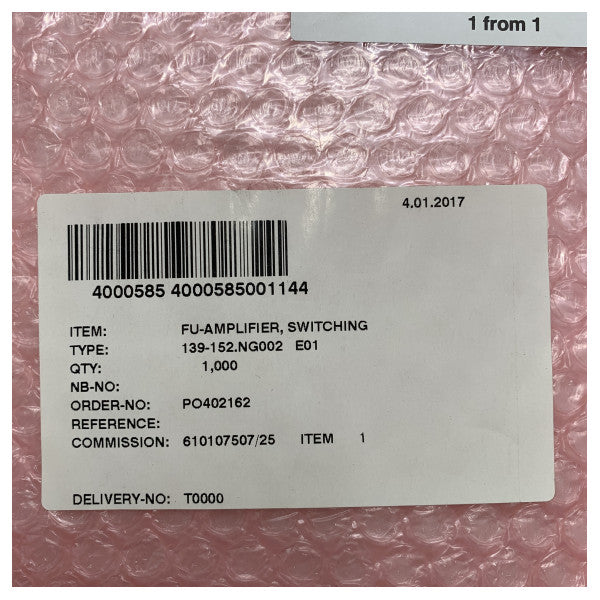 1 from 1
4.01.2017
4000585 4000585001144
ITEM: FU-AMPLIFIER, SWITCHING
TYPE: 139-152.NG002 E01
QTY: 1,000
NB-NO:
ORDER-NO: PO402162
REFERENCE:
COMMISSION: 610107507/25 ITEM 1
DELIVERY-NO: T0000